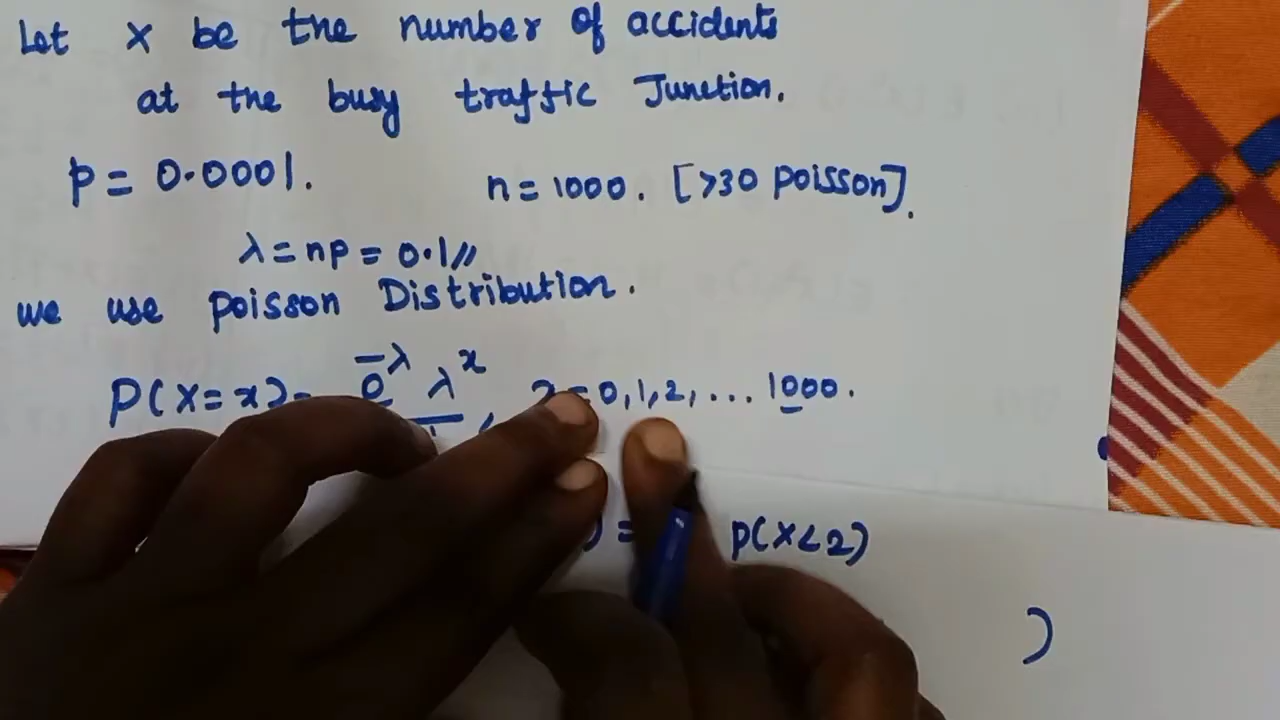 Let X be the number of accidents
at the busy traffic Junction.
p = 0.0001. n = 1000. [>30 poisson].
λ = np = 0.1//
we use poisson Distribution.
P(X=x)= e^-λ λ^x , x = 0,1,2, ... 1000.
) = P(X<2)
)